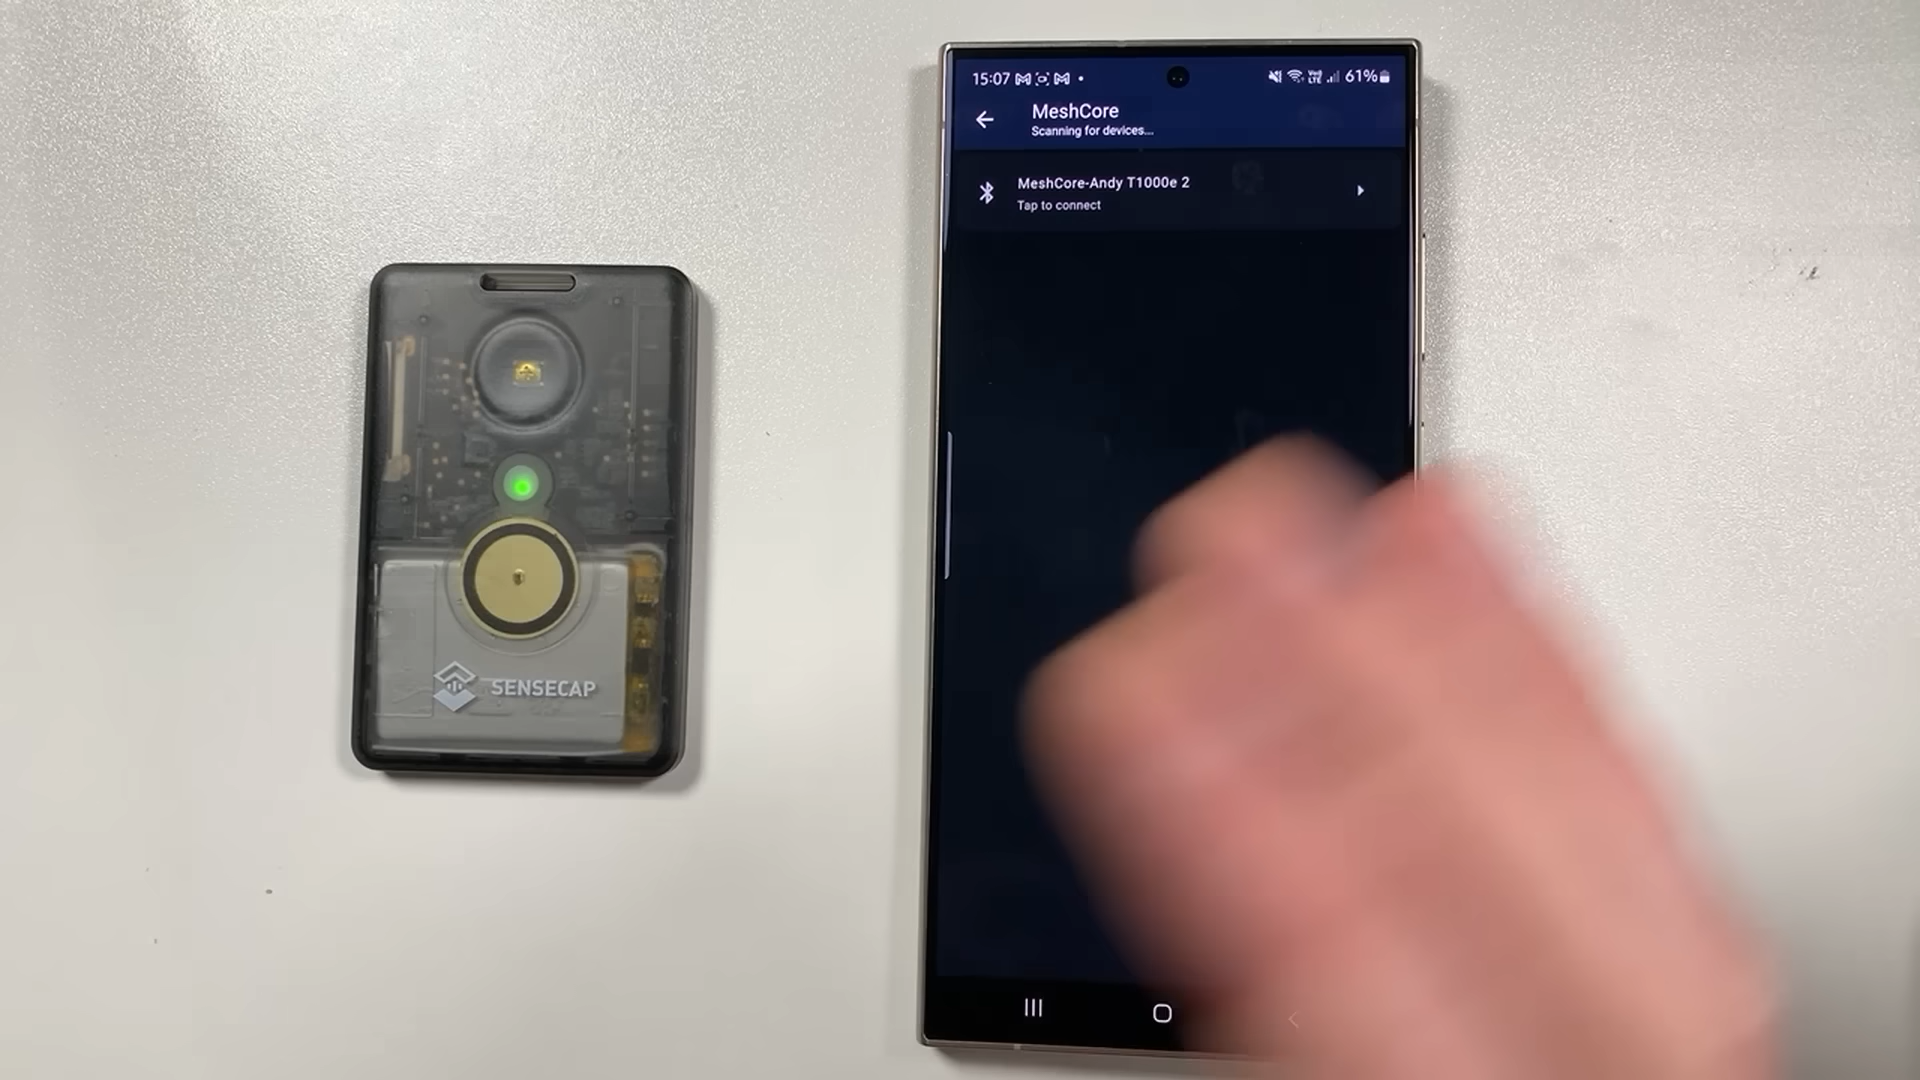 15:07
61%
MeshCore
Scanning for devices...
MeshCore-Andy T1000e 2
Tap to connect
SENSECAP